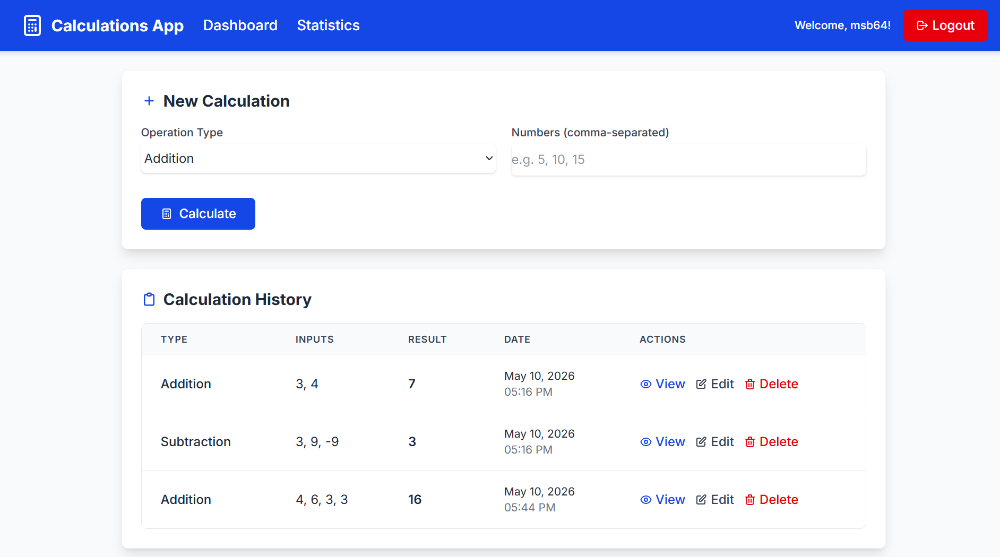 Calculations App Dashboard Statistics Welcome, msb64! Logout
New Calculation
Operation Type Numbers (comma-separated)
Addition e.g. 5, 10, 15
Calculate
Calculation History
TYPE INPUTS RESULT DATE ACTIONS
Addition 3, 4 7 May 10, 2026 View Edit Delete
05:16 PM
Subtraction 3, 9, -9 3 May 10, 2026 View Edit Delete
05:16 PM
Addition 4, 6, 3, 3 16 May 10, 2026 View Edit Delete
05:44 PM